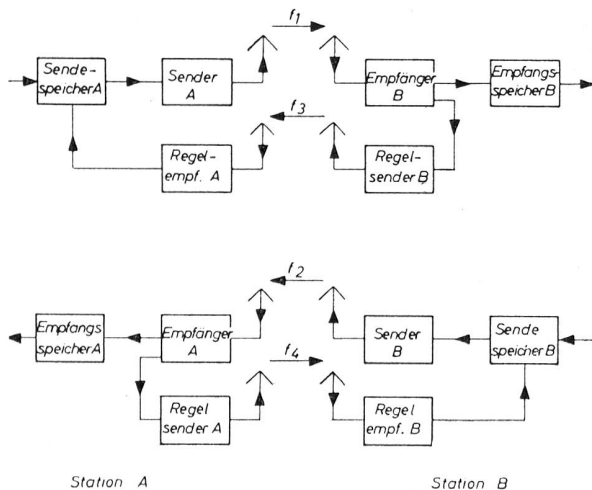 f1
Sende-
speicher A
Sender
A
Empfänger
B
Empfangs-
speicher B
f3
Regel-
empf. A
Regel-
sender B
f2
Empfangs
speicher A
Empfänger
A
Sender
B
Sende
speicher B
f4
Regel
sender A
Regel
empf. B
Station A
Station B